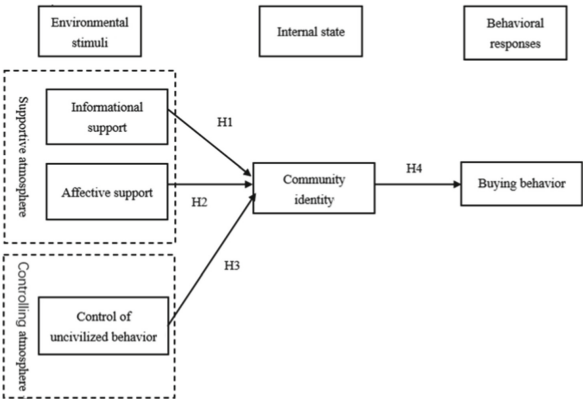 Environmental
stimuli
Internal state
Behavioral
responses
Supportive atmosphere
Informational
support
H1
Affective support
H2
Community
identity
H4
Buying behavior
H3
Controlling atmosphere
Control of
uncivilized behavior